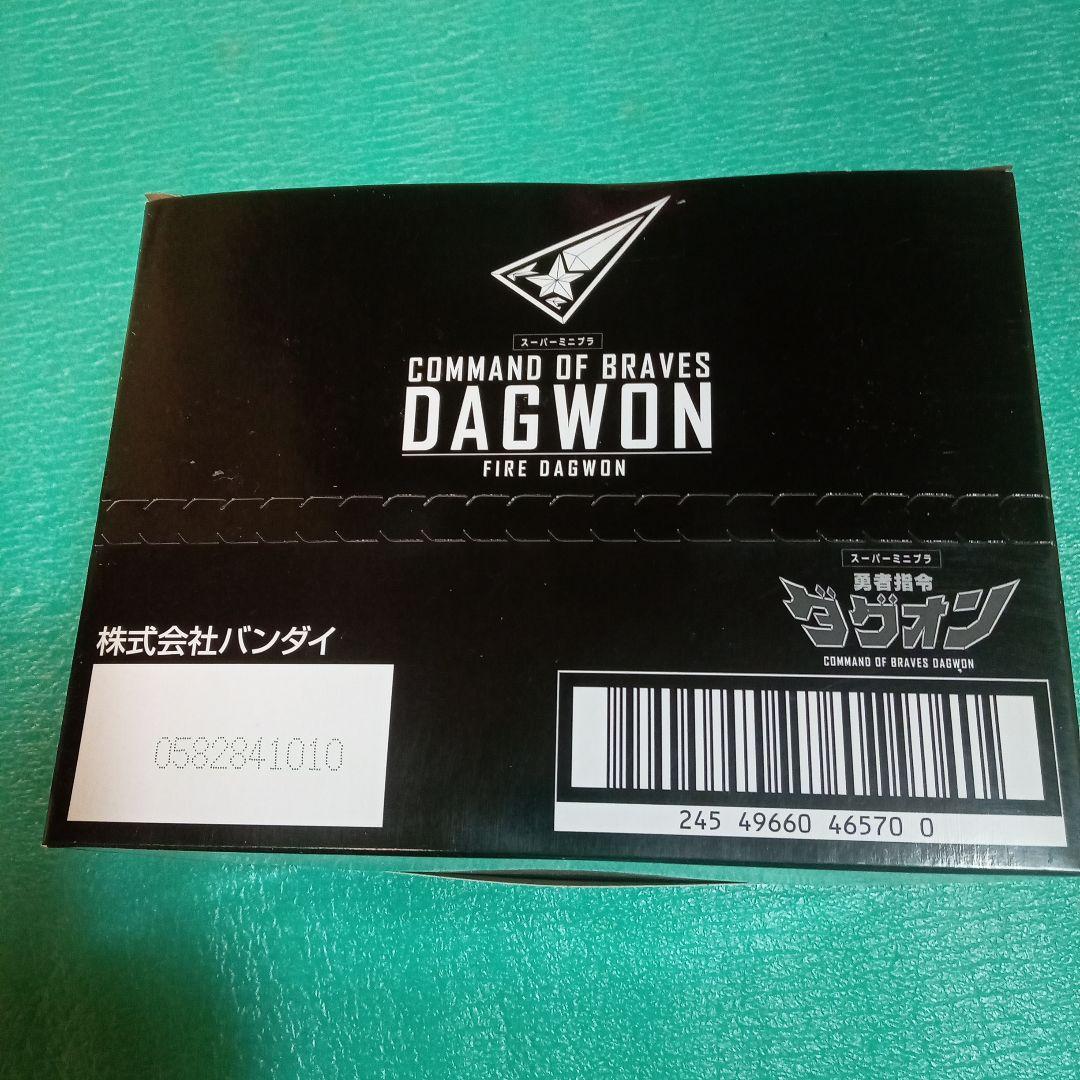 スーパーミニプラ
COMMAND OF BRAVES
DAGWON
FIRE DAGWON
スーパーミニプラ
勇者指令
ダグオン
COMMAND OF BRAVES DAGWON
株式会社バンダイ
0582841010
245 49660 46570 0